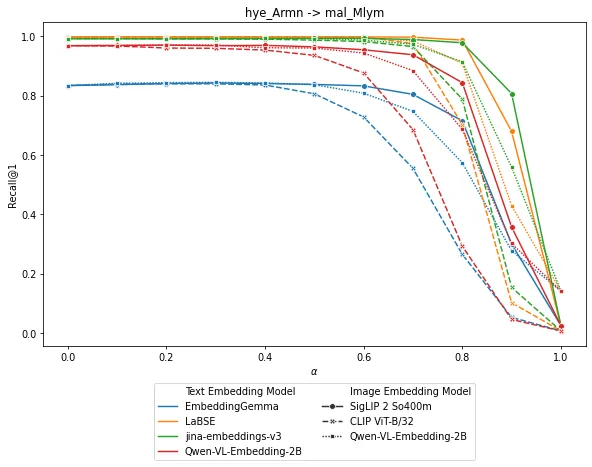 hye_Armn -> mal_Mlym
Recall@1
1.0
0.8
0.6
0.4
0.2
0.0
0.0 0.2 0.4 0.6 0.8 1.0
α
Text Embedding Model Image Embedding Model
EmbeddingGemma SigLIP 2 So400m
LaBSE CLIP ViT-B/32
jina-embeddings-v3 Qwen-VL-Embedding-2B
Qwen-VL-Embedding-2B